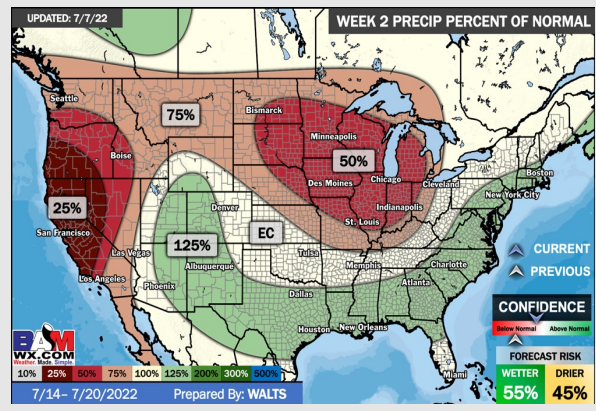 UPDATED: 7/7/22
WEEK 2 PRECIP PERCENT OF NORMAL
Seattle
75%
Bismarck
Minneapolis
Boise
50%
Des Moines
Chicago
Cleveland
Boston
New York City
25%
Denver
Indianapolis
St. Louis
San Francisco
EC
125%
Las Vegas
Tulsa
Memphis
Charlotte
Los Angeles
Albuquerque
Phoenix
Atlanta
Dallas
Houston
New Orleans
Miami
CURRENT
PREVIOUS
CONFIDENCE
Below Normal
Above Normal
FORECAST RISK
WETTER
DRIER
55%
45%
BAM
WX.COM
Weather. Made. Simple.
10% 25% 50% 75% 100% 125% 200% 300% 500%
7/14– 7/20/2022
Prepared By: WALTS